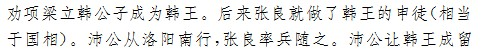 劝项梁立韩公子成为韩王。后来张良就做了韩王的申徒(相当
于国相)。沛公从洛阳南行,张良率兵随之。沛公让韩王成留